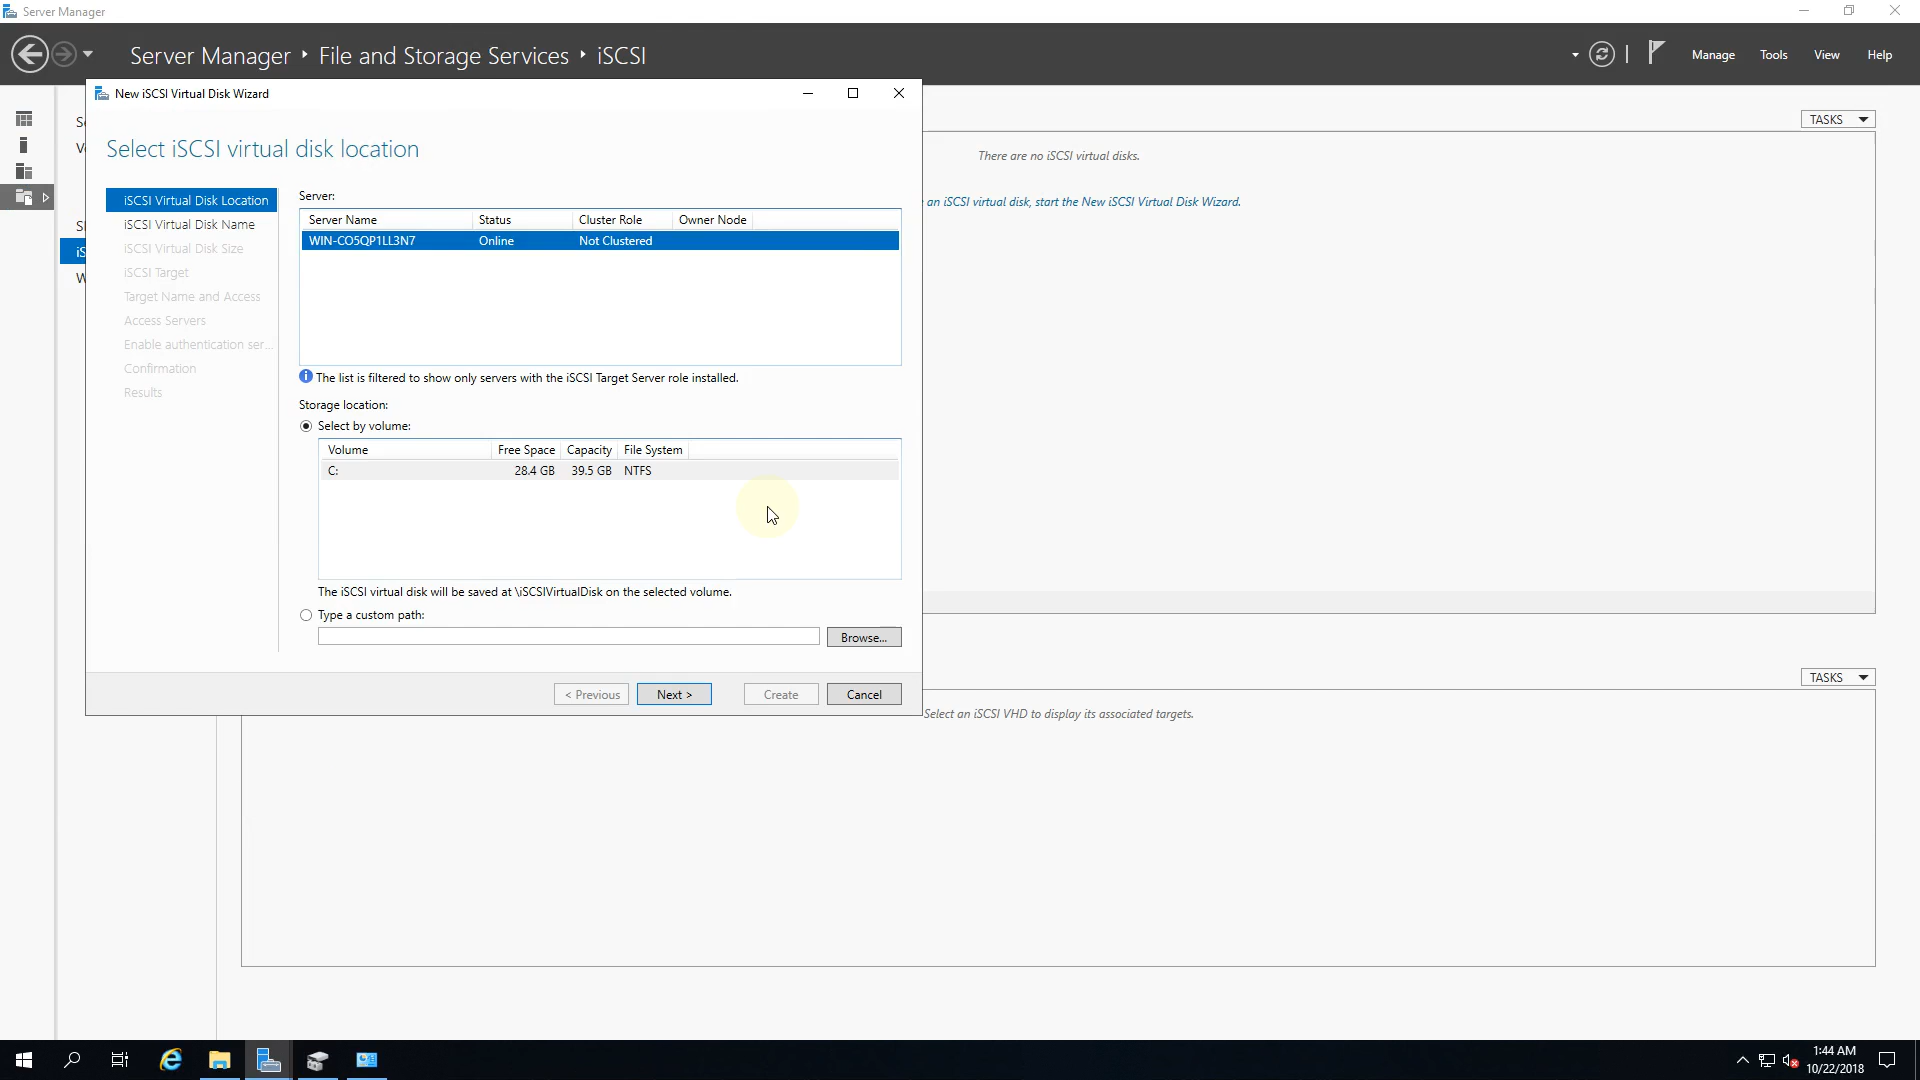 Server Manager
Server Manager ‣ File and Storage Services ‣ iSCSI
Manage Tools View Help
New iSCSI Virtual Disk Wizard
Select iSCSI virtual disk location
iSCSI Virtual Disk Location
iSCSI Virtual Disk Name
iSCSI Virtual Disk Size
iSCSI Target
Target Name and Access
Access Servers
Enable authentication ser...
Confirmation
Results
Server:
Server Name Status Cluster Role Owner Node
WIN-CO5QP1LL3N7 Online Not Clustered
The list is filtered to show only servers with the iSCSI Target Server role installed.
Storage location:
Select by volume:
Volume Free Space Capacity File System
C: 28.4 GB 39.5 GB NTFS
The iSCSI virtual disk will be saved at \iSCSIVirtualDisk on the selected volume.
Type a custom path:
Browse...
< Previous Next > Create Cancel
TASKS
There are no iSCSI virtual disks.
an iSCSI virtual disk, start the New iSCSI Virtual Disk Wizard.
TASKS
Select an iSCSI VHD to display its associated targets.
1:44 AM
10/22/2018